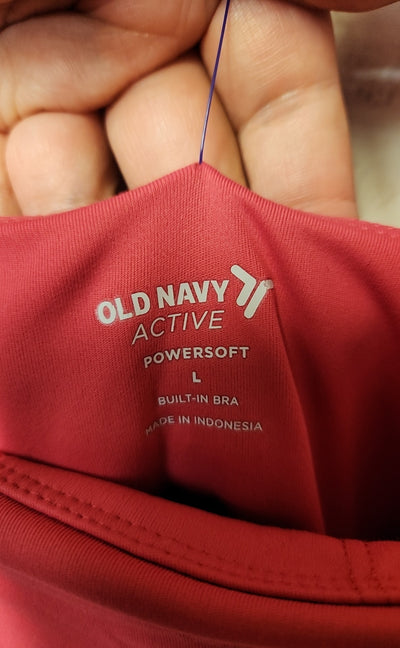 OLD NAVY
ACTIVE
POWERSOFT
L
BUILT-IN BRA
MADE IN INDONESIA